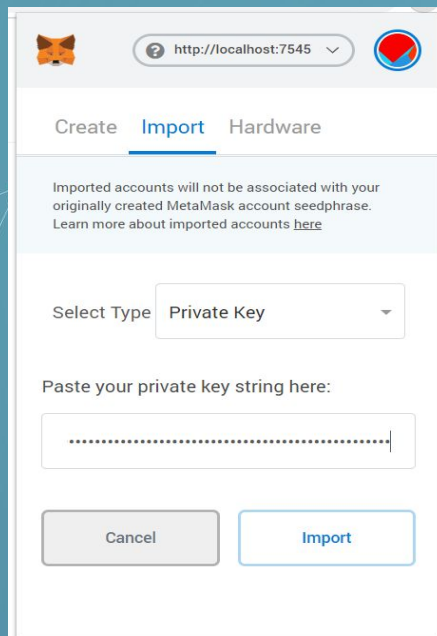 http://localhost:7545
Create Import Hardware
Imported accounts will not be associated with your
originally created MetaMask account seedphrase.
Learn more about imported accounts here
Select Type Private Key
Paste your private key string here:
Cancel Import